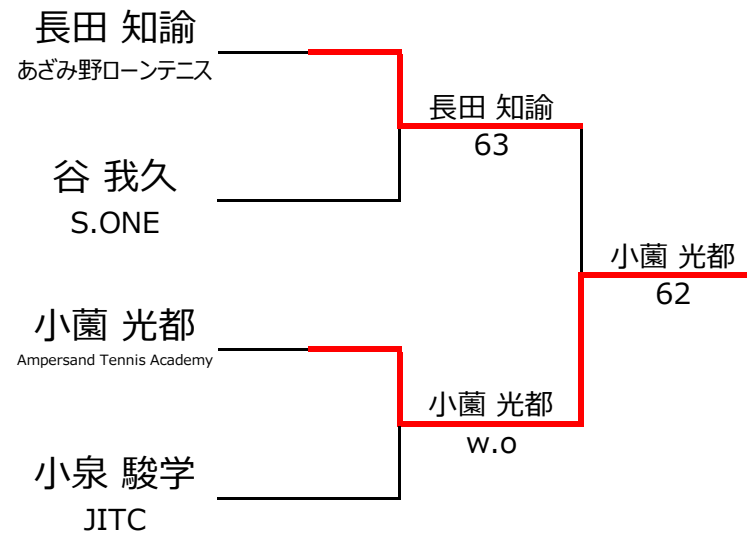 長田 知諭
あざみ野ローンテニス
谷 我久
S.ONE
小薗 光都
Ampersand Tennis Academy
小泉 駿学
JITC
長田 知諭
63
小薗 光都
w.o
小薗 光都
62